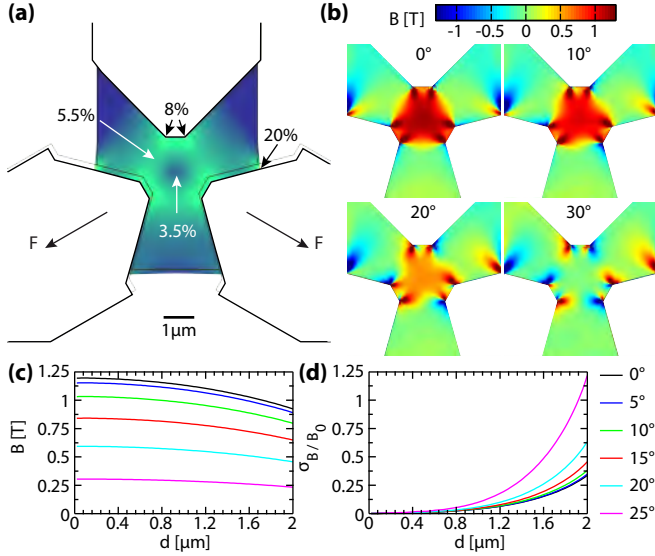 (a)
8%
5.5%
20%
3.5%
F
F
1μm
(b)
B [T]
-1 -0.5 0 0.5 1
0° 10°
20° 30°
(c)
1.25
1
0.75
0.5
0.25
0
B [T]
0 0.4 0.8 1.2 1.6 2
d [μm]
(d)
1.25
1
0.75
0.5
0.25
0
σB / B0
0 0.4 0.8 1.2 1.6 2
d [μm]
0°
5°
10°
15°
20°
25°